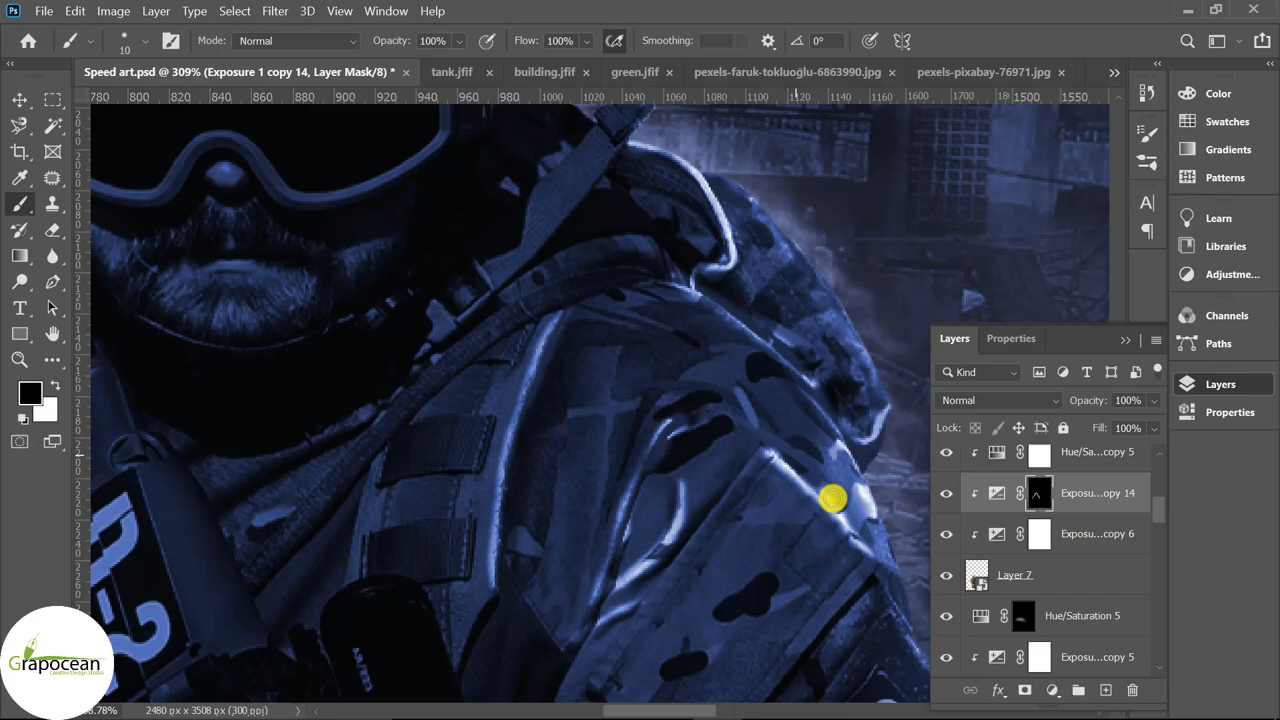 Ps File Edit Image Layer Type Select Filter 3D View Window Help
10 Mode: Normal Opacity: 100% Flow: 100% Smoothing: 0°
Speed art.psd @ 309% (Exposure 1 copy 14, Layer Mask/8) * × tank.jfif × building.jfif × green.jfif × pexels-faruk-tokluoğlu-6863990.jpg × pexels-pixabay-76971.jpg ×
780 800 820 840 860 880 900 920 940 960 980 1000 1020 1040 1060 1080 1120 1140 1160 1600 1700 1500 1550
Color
Swatches
Gradients
Patterns
Learn
Libraries
Adjustme...
Channels
Paths
Layers
Properties
Layers Properties
Kind
Normal Opacity: 100%
Lock: Fill: 100%
Hue/Sa...copy 5
Exposu...opy 14
Exposu...copy 6
Layer 7
Hue/Saturation 5
Exposu...copy 5
Grapocean
Creative Design Studio
2480 px x 3508 px (300 ppi)